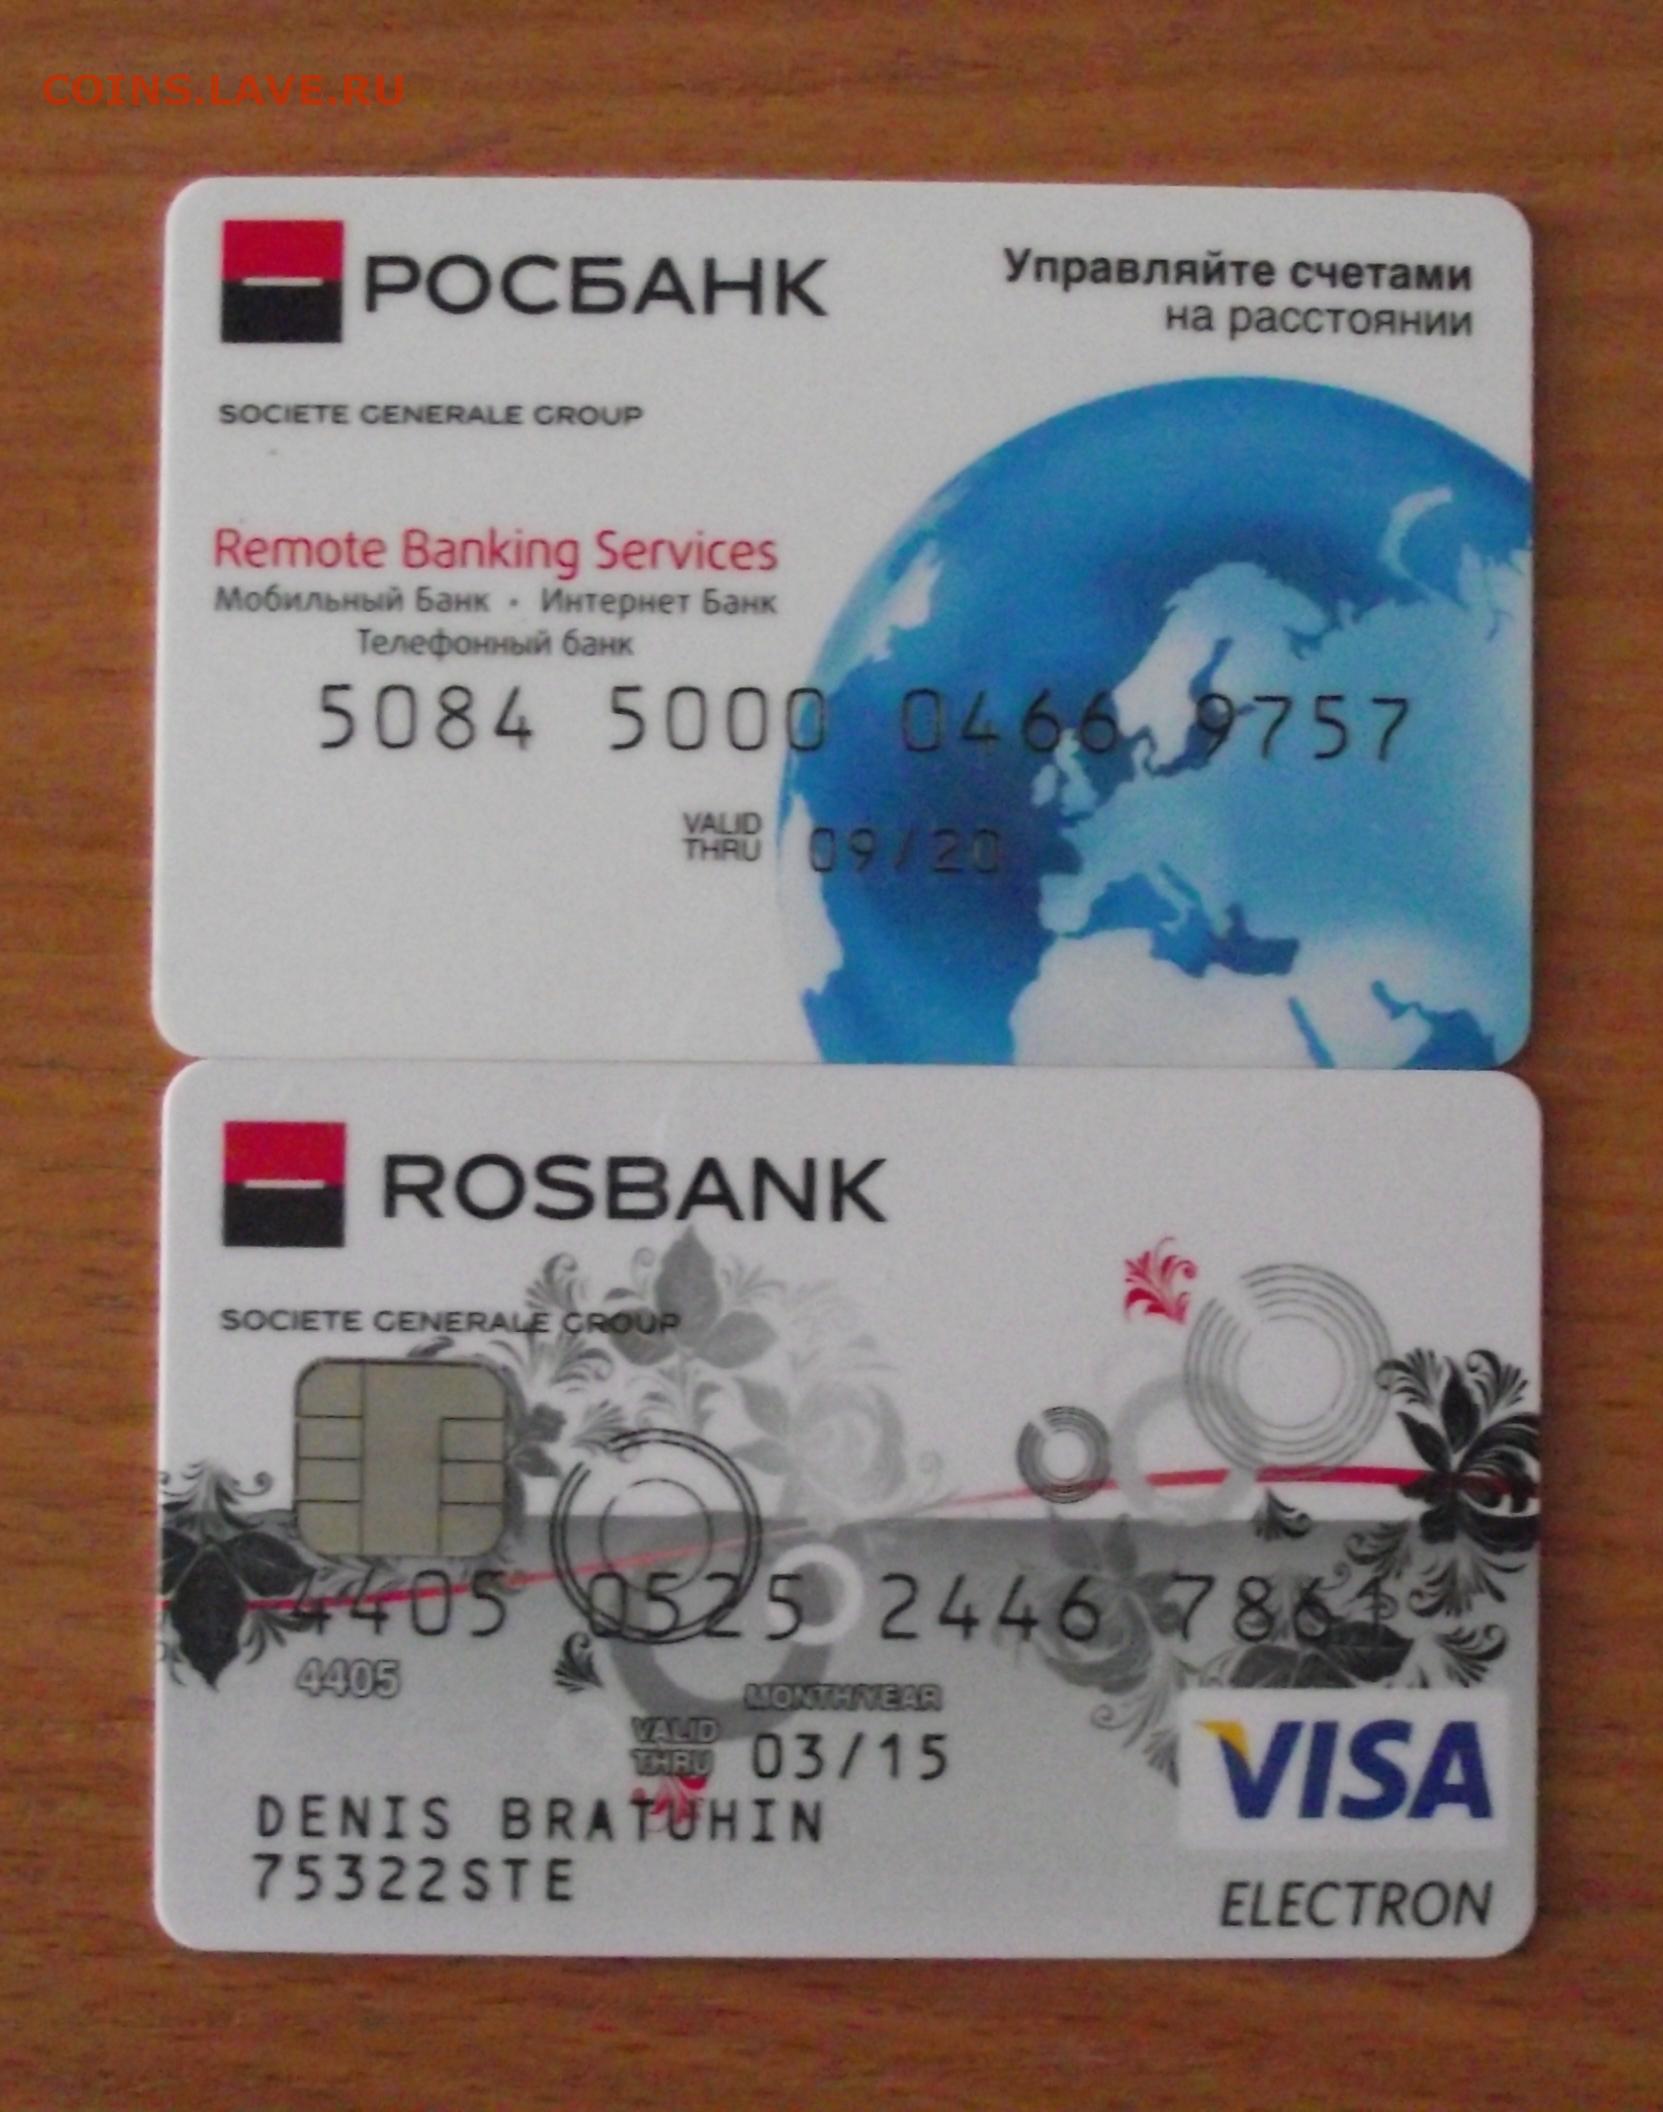 COINS.LAVE.RU
РОСБАНК
Управляйте счетами
на расстоянии
SOCIETE GENERALE GROUP
Remote Banking Services
Мобильный Банк · Интернет Банк
Телефонный банк
5084 5000 0466 9757
VALID
THRU 09/20
ROSBANK
SOCIETE GENERALE GROUP
4405 0525 2446 7861
4405
MONTH/YEAR
VALID
THRU 03/15
DENIS BRATUHIN
75322STE
VISA
ELECTRON